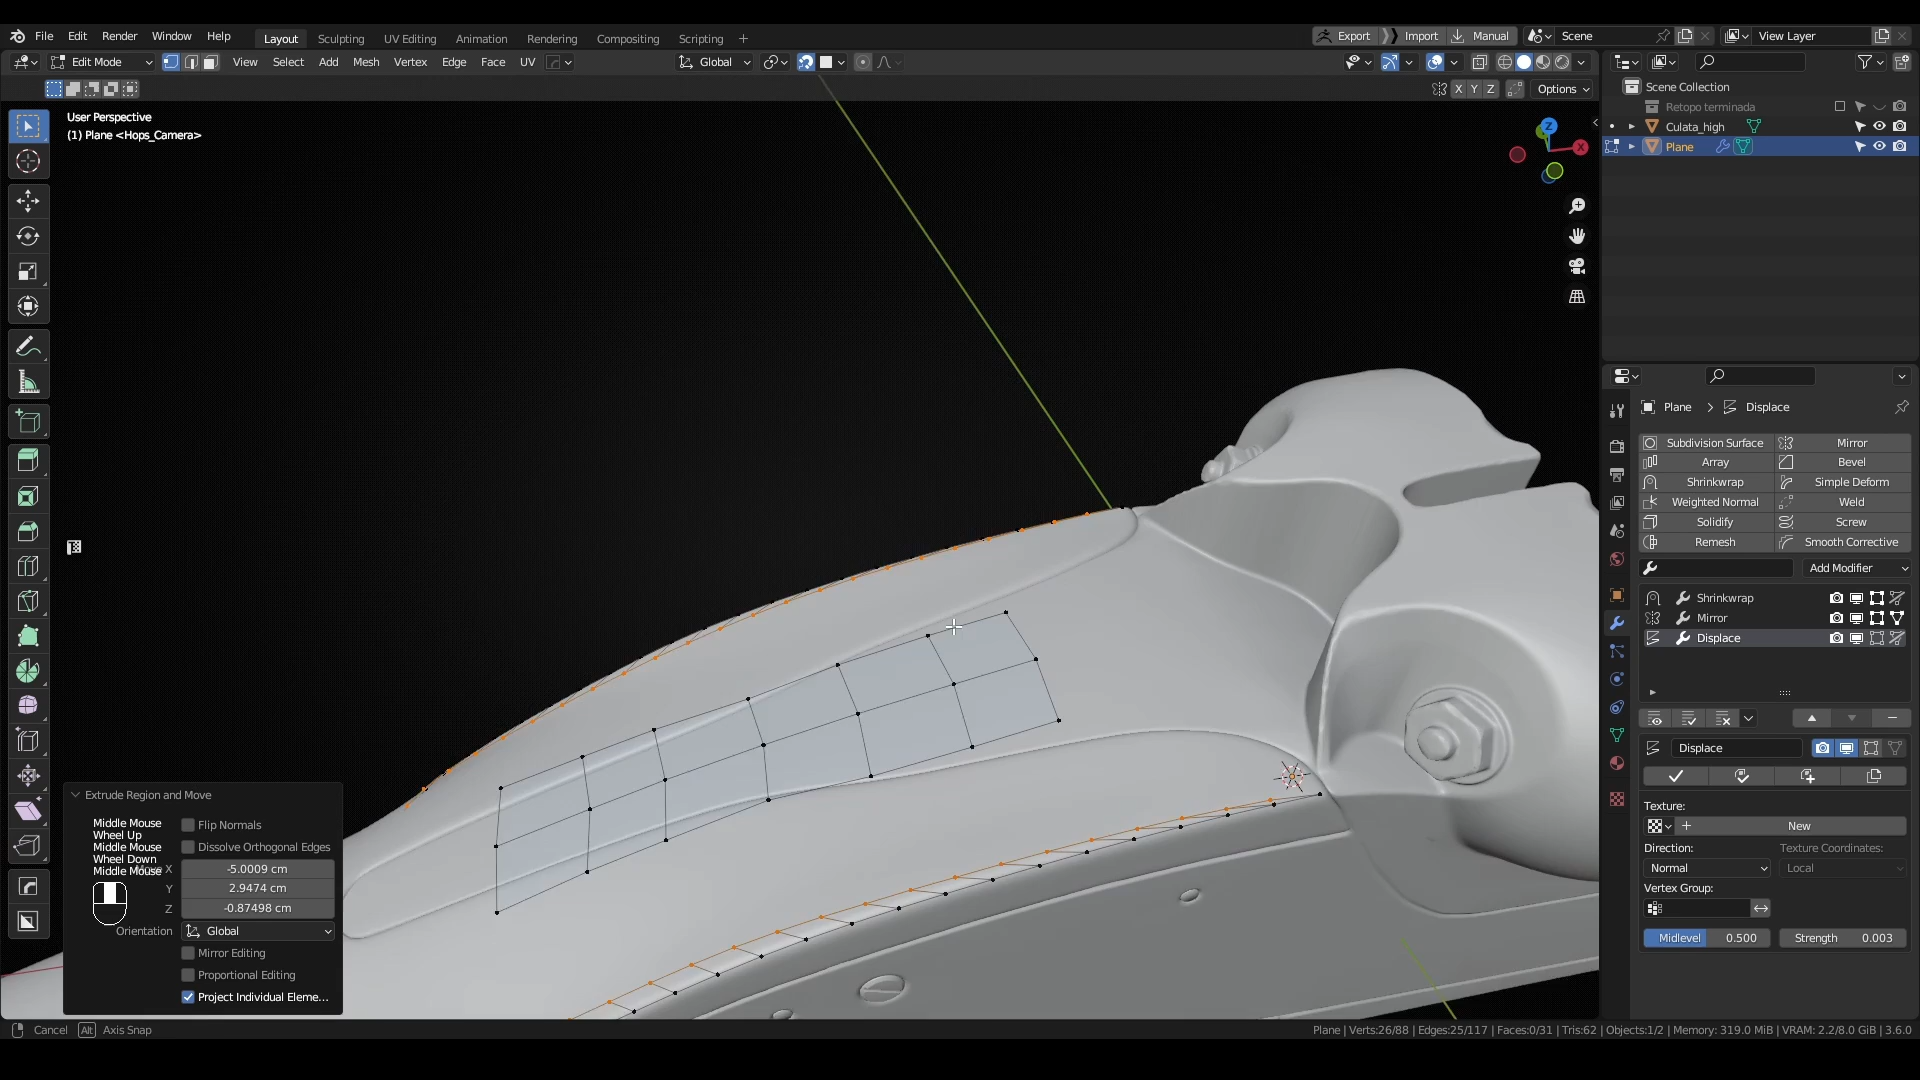 File Edit Render Window Help Layout Sculpting UV Editing Animation Rendering Compositing Scripting + Export Import Manual Scene View Layer
Edit Mode View Select Add Mesh Vertex Edge Face UV Global
X Y Z Options
User Perspective
(1) Plane <Hops_Camera>
Z
X
Scene Collection
Retopo terminada
Culata_high
Plane
Plane > Displace
Subdivision Surface Mirror
Array Bevel
Shrinkwrap Simple Deform
Weighted Normal Weld
Solidify Screw
Remesh Smooth Corrective
Add Modifier
Shrinkwrap
Mirror
Displace
Displace
Texture:
New
Direction: Texture Coordinates:
Normal Local
Vertex Group:
Midlevel 0.500 Strength 0.003
Extrude Region and Move
Middle Mouse
Wheel Up
Middle Mouse
Wheel Down
Middle Mouse
Flip Normals
Dissolve Orthogonal Edges
X -5.0009 cm
Y 2.9474 cm
Z -0.87498 cm
Orientation Global
Mirror Editing
Proportional Editing
Project Individual Eleme...
Cancel Alt Axis Snap
Plane | Verts:26/88 | Edges:25/117 | Faces:0/31 | Tris:62 | Objects:1/2 | Memory: 319.0 MiB | VRAM: 2.2/8.0 GiB | 3.6.0